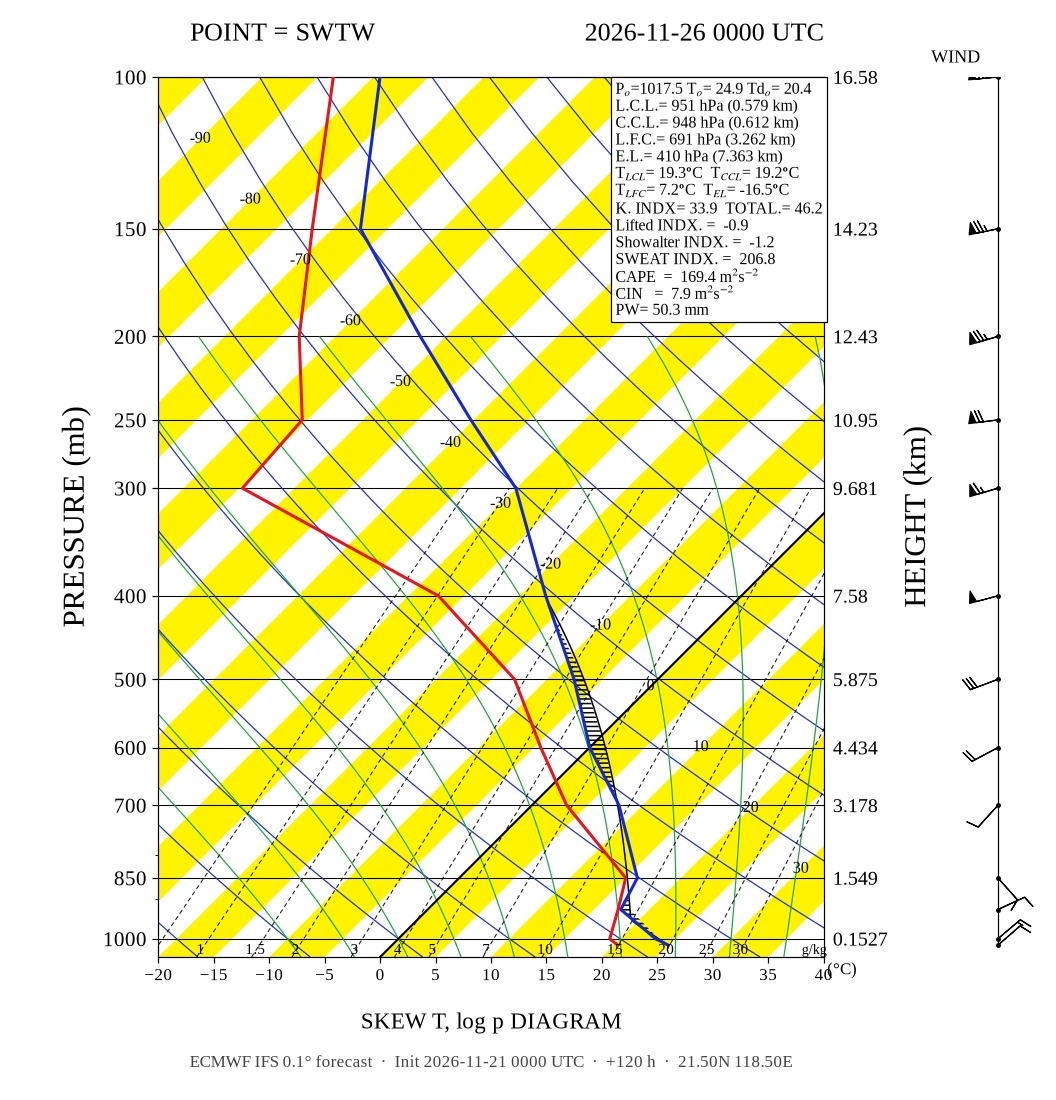 POINT = SWTW 2026-11-26 0000 UTC
WIND
100 16.58
P₀=1017.5 T₀= 24.9 Td₀= 20.4
L.C.L.= 951 hPa (0.579 km)
C.C.L.= 948 hPa (0.612 km)
L.F.C.= 691 hPa (3.262 km)
E.L.= 410 hPa (7.363 km)
T_LCL= 19.3°C T_CCL= 19.2°C
T_LFC= 7.2°C T_EL= -16.5°C
K. INDX= 33.9 TOTAL.= 46.2
Lifted INDX. = -0.9
Showalter INDX. = -1.2
SWEAT INDX. = 206.8
CAPE = 169.4 m²s⁻²
CIN = 7.9 m²s⁻²
PW= 50.3 mm
-90
-80
150 14.23
-70
-60
200 12.43
-50
250 10.95
-40
300 9.681
-30
PRESSURE (mb)
HEIGHT (km)
-20
400 7.58
-10
500 5.875
0
600 4.434
10
700 3.178
20
30
850 1.549
1000 0.1527
1 1.5 2 3 4 5 7 10 15 20 25 30 g/kg
−20 −15 −10 −5 0 5 10 15 20 25 30 35 40 (°C)
SKEW T, log p DIAGRAM
ECMWF IFS 0.1° forecast · Init 2026-11-21 0000 UTC · +120 h · 21.50N 118.50E